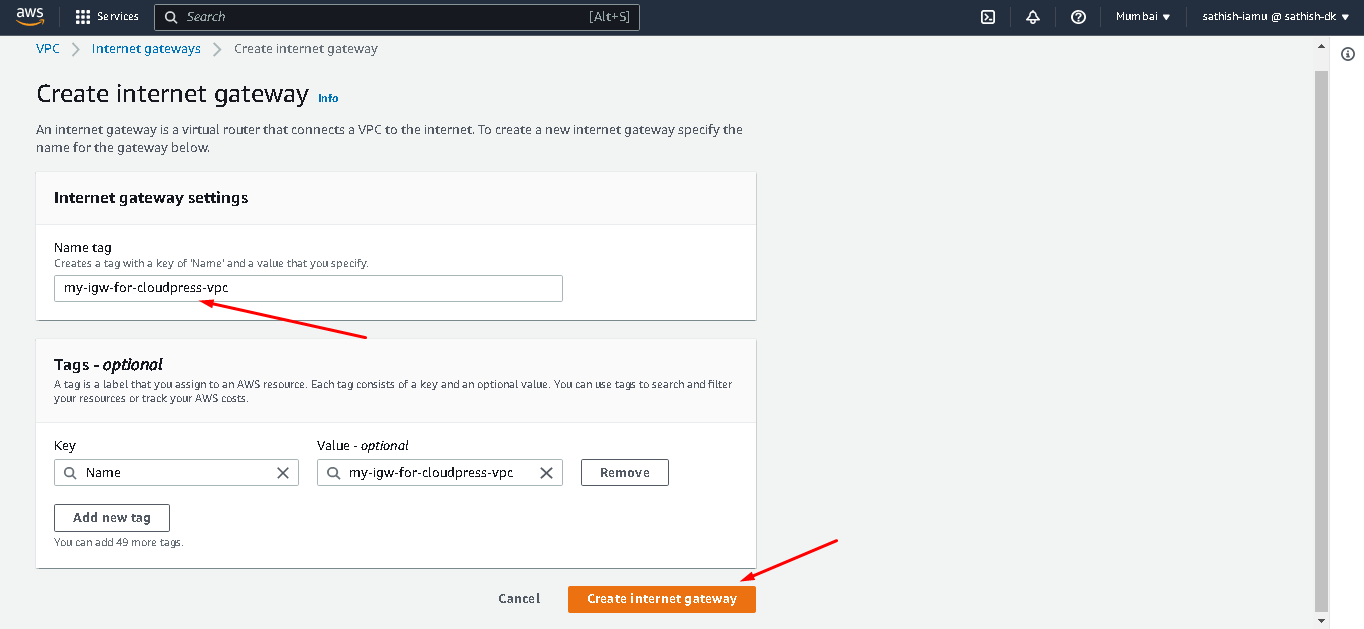 aws Services Search [Alt+S] Mumbai sathish-iamu @ sathish-dk
VPC Internet gateways Create internet gateway
Create internet gateway Info
An internet gateway is a virtual router that connects a VPC to the internet. To create a new internet gateway specify the
name for the gateway below.
Internet gateway settings
Name tag
Creates a tag with a key of 'Name' and a value that you specify.
my-igw-for-cloudpress-vpc
Tags - optional
A tag is a label that you assign to an AWS resource. Each tag consists of a key and an optional value. You can use tags to search and filter
your resources or track your AWS costs.
Key Value - optional
Name my-igw-for-cloudpress-vpc Remove
Add new tag
You can add 49 more tags.
Cancel Create internet gateway